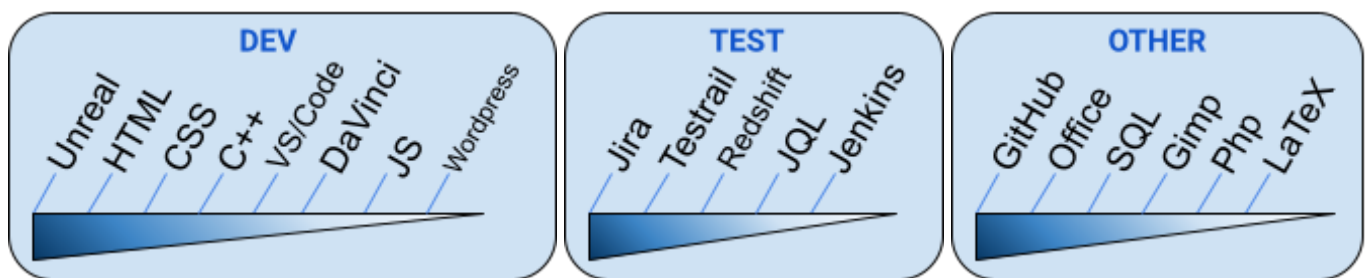 DEV
Unreal
HTML
CSS
C++
VS/Code
DaVinci
JS
Wordpress
TEST
Jira
Testrail
Redshift
JQL
Jenkins
OTHER
GitHub
Office
SQL
Gimp
Php
LaTeX